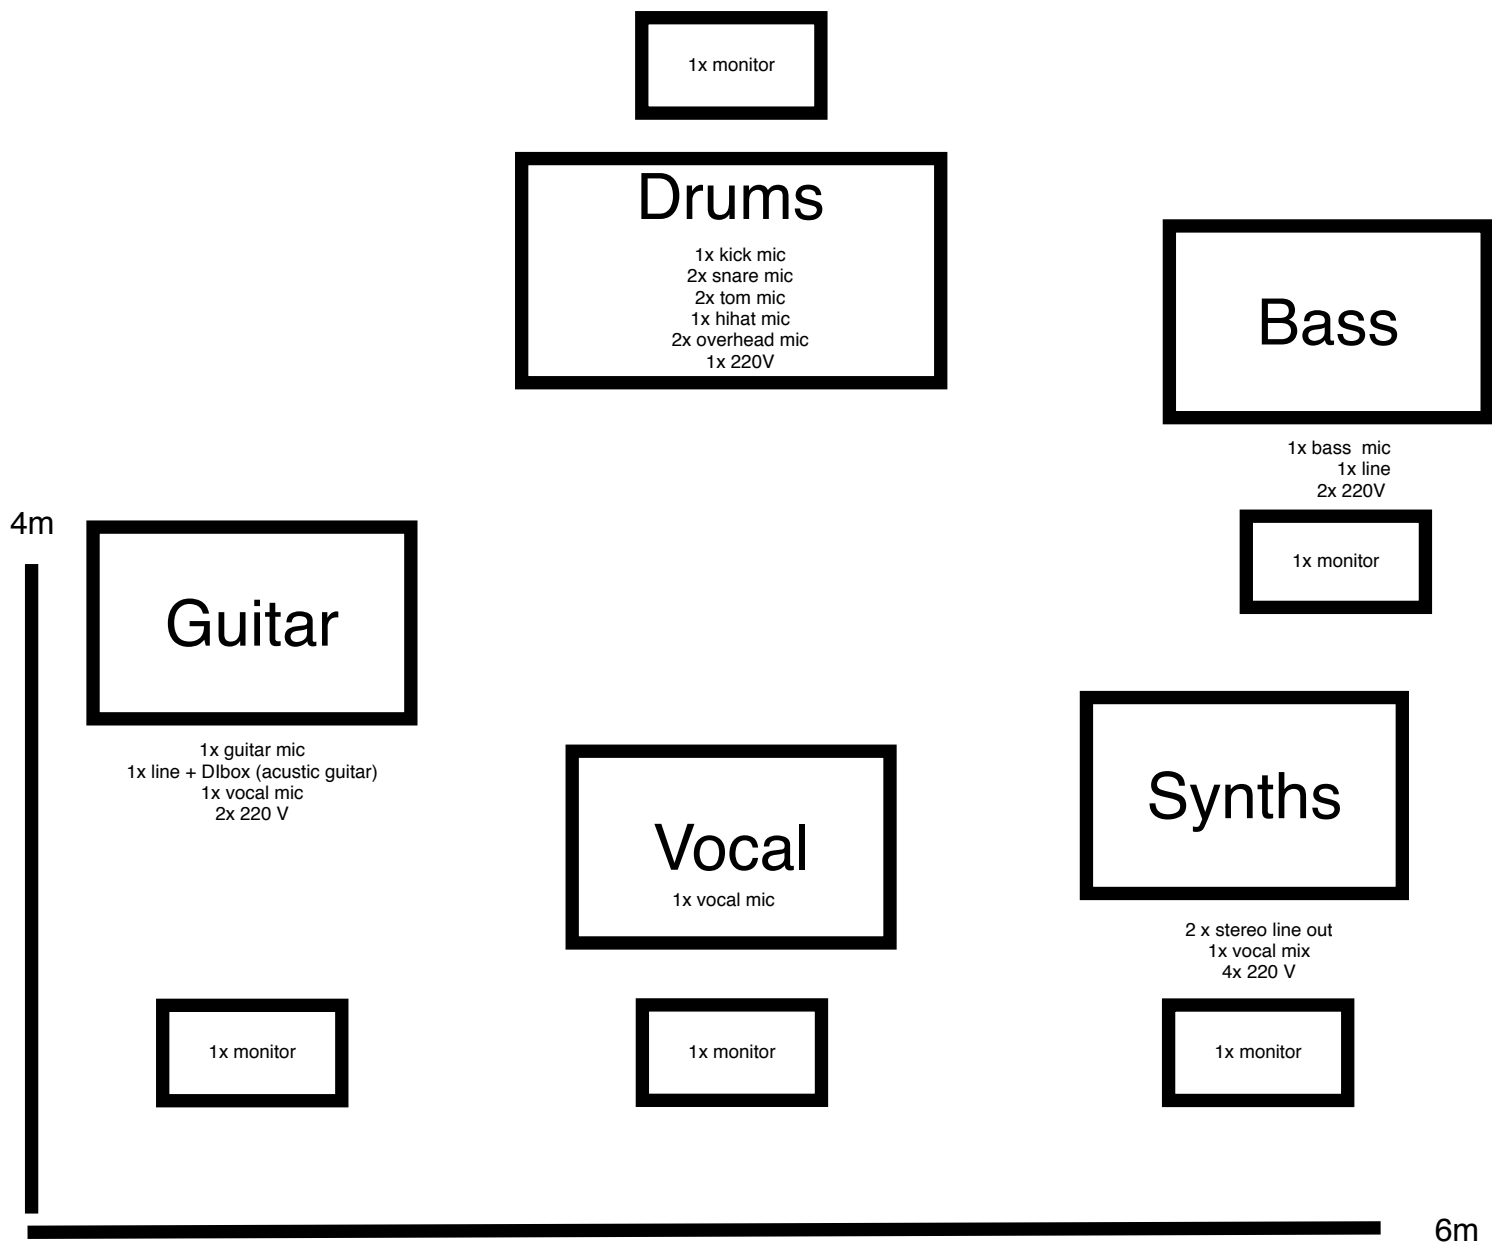 1x monitor
Drums
1x kick mic
2x snare mic
2x tom mic
1x hihat mic
2x overhead mic
1x 220V
Bass
1x bass  mic
1x line
2x 220V
1x monitor
4m
Guitar
1x guitar mic
1x line + DIbox (acustic guitar)
1x vocal mic
2x 220 V
Vocal
1x vocal mic
Synths
2 x stereo line out
1x vocal mix
4x 220 V
1x monitor
1x monitor
1x monitor
6m